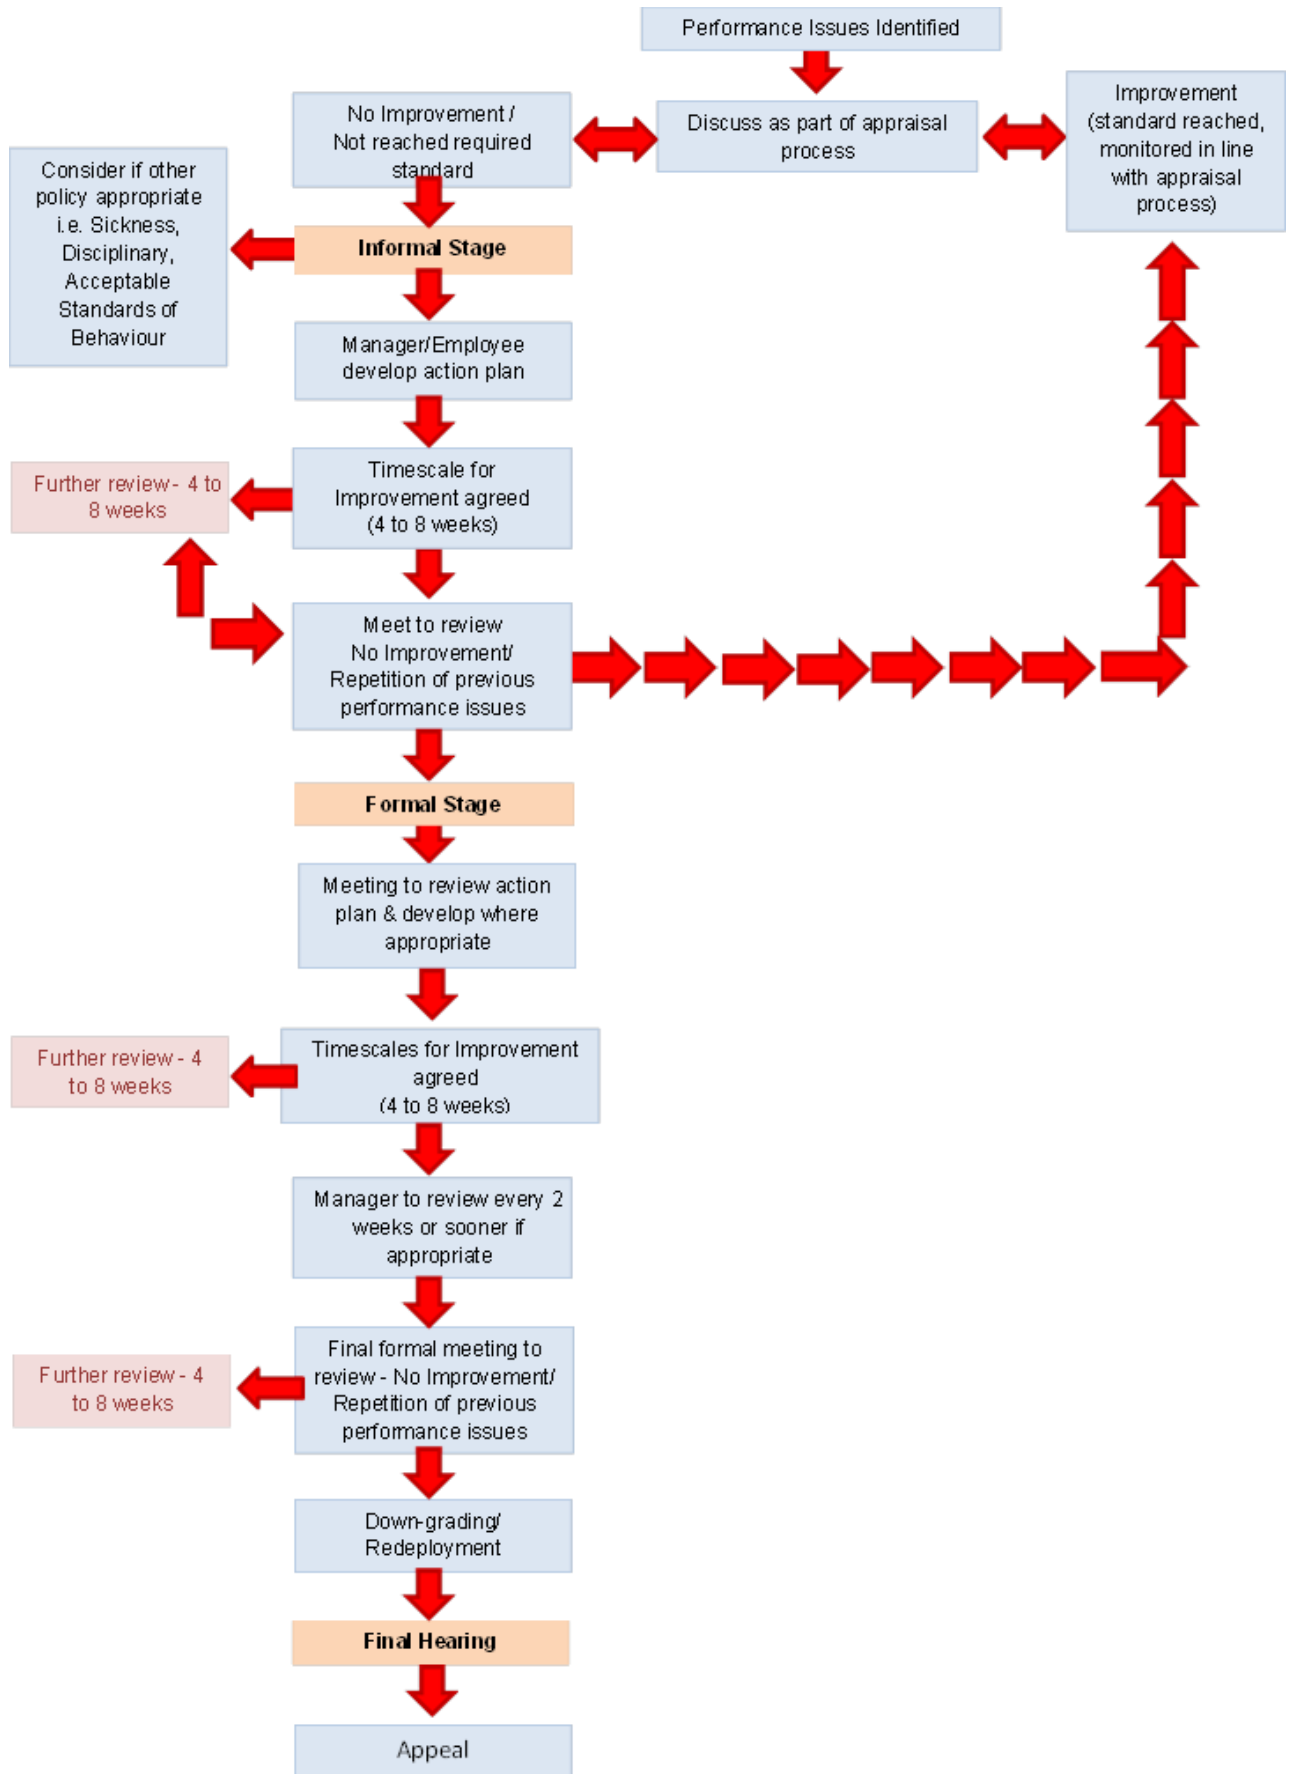 Performance Issues Identified
No Improvement /
Not reached required
standard
Discuss as part of appraisal
process
Improvement
(standard reached,
monitored in line
with appraisal
process)
Consider if other
policy appropriate
i.e. Sickness,
Disciplinary,
Acceptable
Standards of
Behaviour
Informal Stage
Manager/Employee
develop action plan
Further review - 4 to
8 weeks
Timescale for
Improvement agreed
(4 to 8 weeks)
Meet to review
No Improvement/
Repetition of previous
performance issues
Formal Stage
Meeting to review action
plan & develop where
appropriate
Further review - 4
to 8 weeks
Timescales for Improvement
agreed
(4 to 8 weeks)
Manager to review every 2
weeks or sooner if
appropriate
Further review - 4
to 8 weeks
Final formal meeting to
review - No Improvement/
Repetition of previous
performance issues
Down-grading/
Redeployment
Final Hearing
Appeal